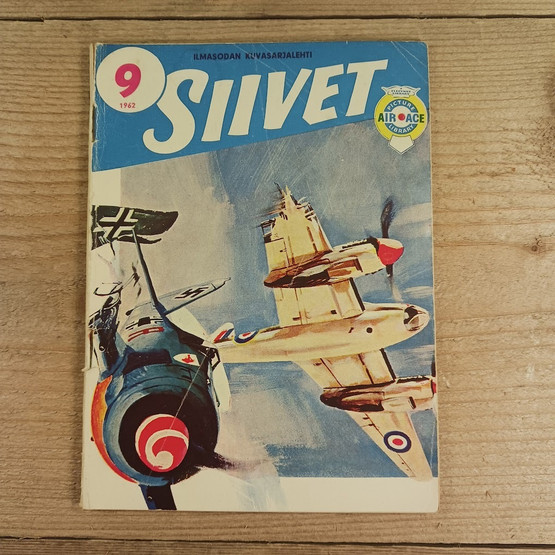 ILMASODAN KUVASARJALEHTI
9
1962
SIIVET
PICTURE
AIR ACE
LIBRARY